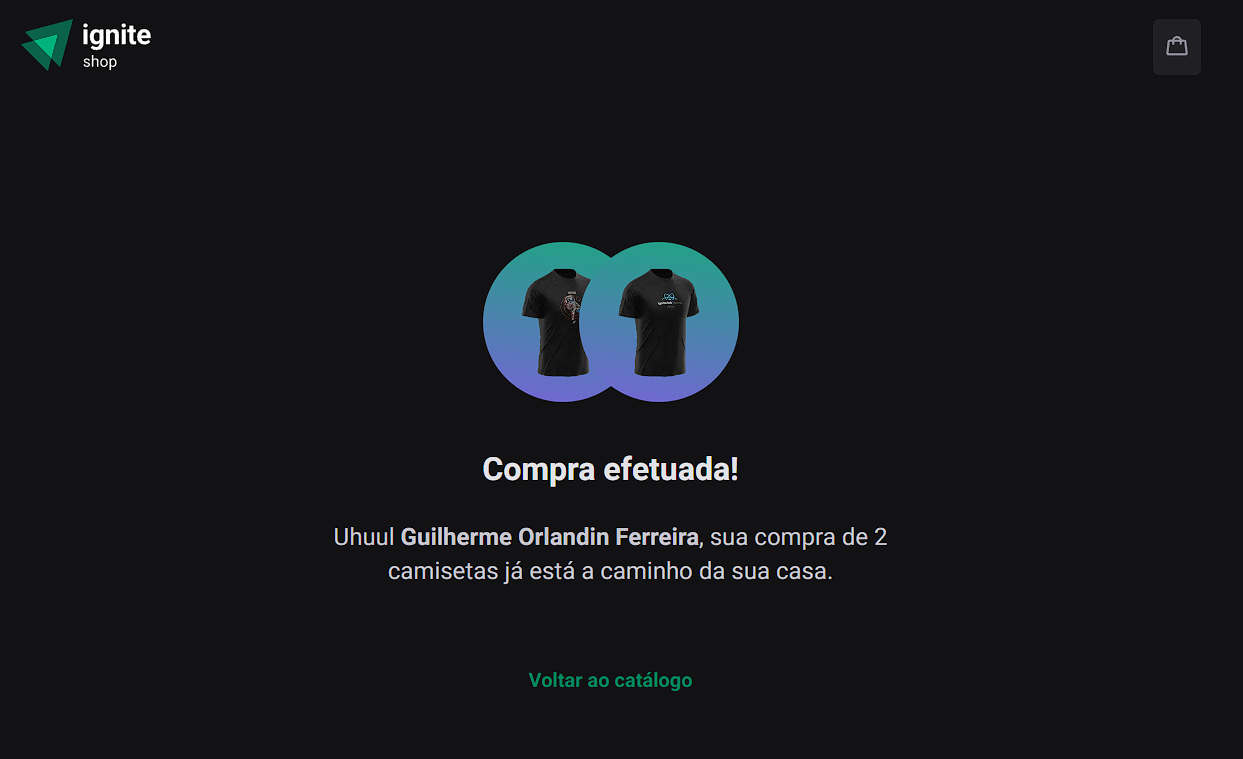 ignite
shop
Compra efetuada!
Uhuul Guilherme Orlandin Ferreira, sua compra de 2
camisetas já está a caminho da sua casa.
Voltar ao catálogo